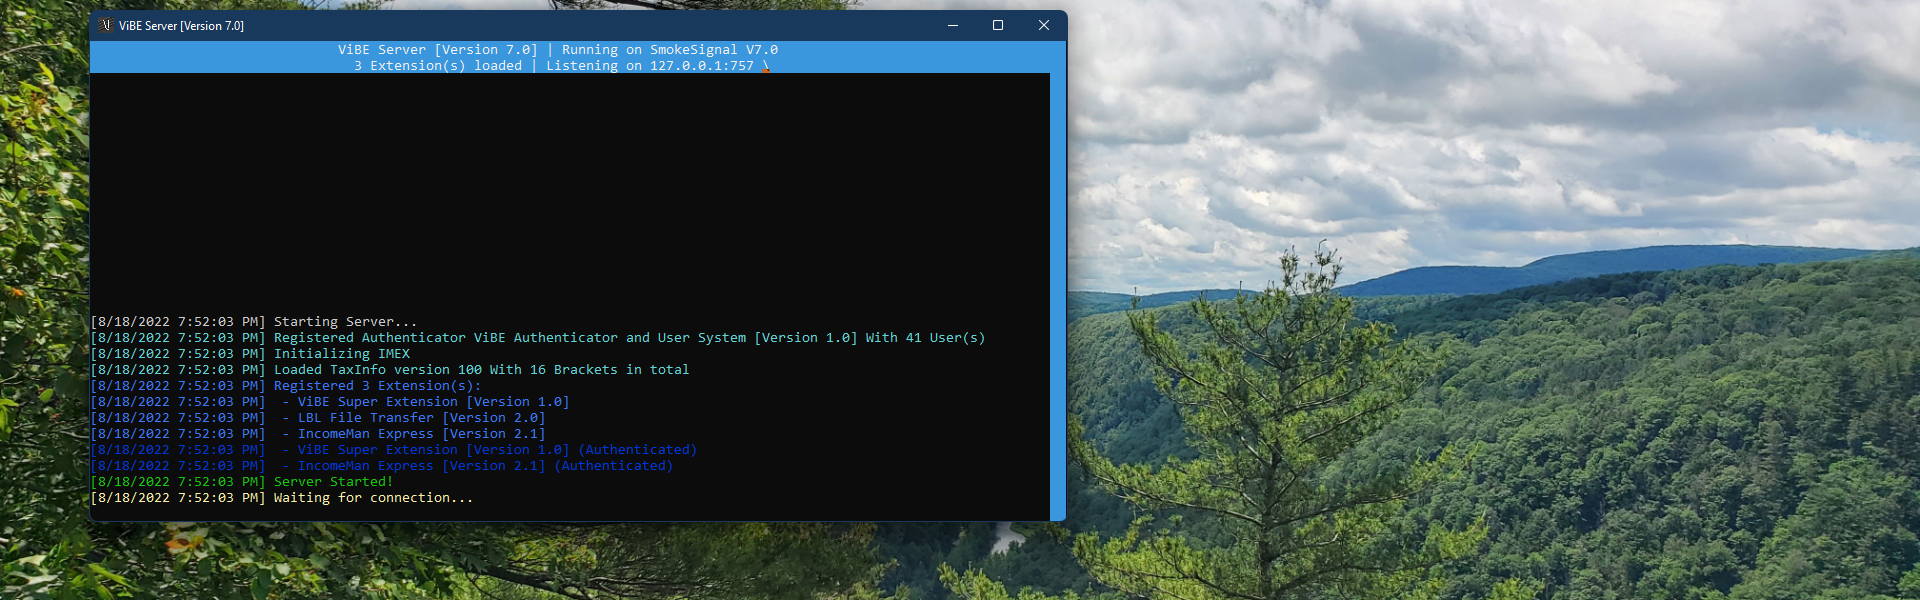 ViBE Server [Version 7.0]
ViBE Server [Version 7.0] | Running on SmokeSignal V7.0
3 Extension(s) loaded | Listening on 127.0.0.1:757 \
[8/18/2022 7:52:03 PM] Starting Server...
[8/18/2022 7:52:03 PM] Registered Authenticator ViBE Authenticator and User System [Version 1.0] With 41 User(s)
[8/18/2022 7:52:03 PM] Initializing IMEX
[8/18/2022 7:52:03 PM] Loaded TaxInfo version 100 With 16 Brackets in total
[8/18/2022 7:52:03 PM] Registered 3 Extension(s):
[8/18/2022 7:52:03 PM]  - ViBE Super Extension [Version 1.0]
[8/18/2022 7:52:03 PM]  - LBL File Transfer [Version 2.0]
[8/18/2022 7:52:03 PM]  - IncomeMan Express [Version 2.1]
[8/18/2022 7:52:03 PM]  - ViBE Super Extension [Version 1.0] (Authenticated)
[8/18/2022 7:52:03 PM]  - IncomeMan Express [Version 2.1] (Authenticated)
[8/18/2022 7:52:03 PM] Server Started!
[8/18/2022 7:52:03 PM] Waiting for connection...